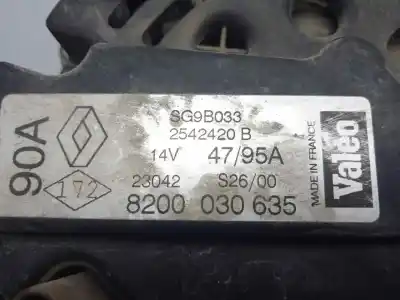 90A
172
SG9B033
2542420 B
14V 47/95A
23042 S26/00
8200 030 635
Valeo
MADE IN FRANCE